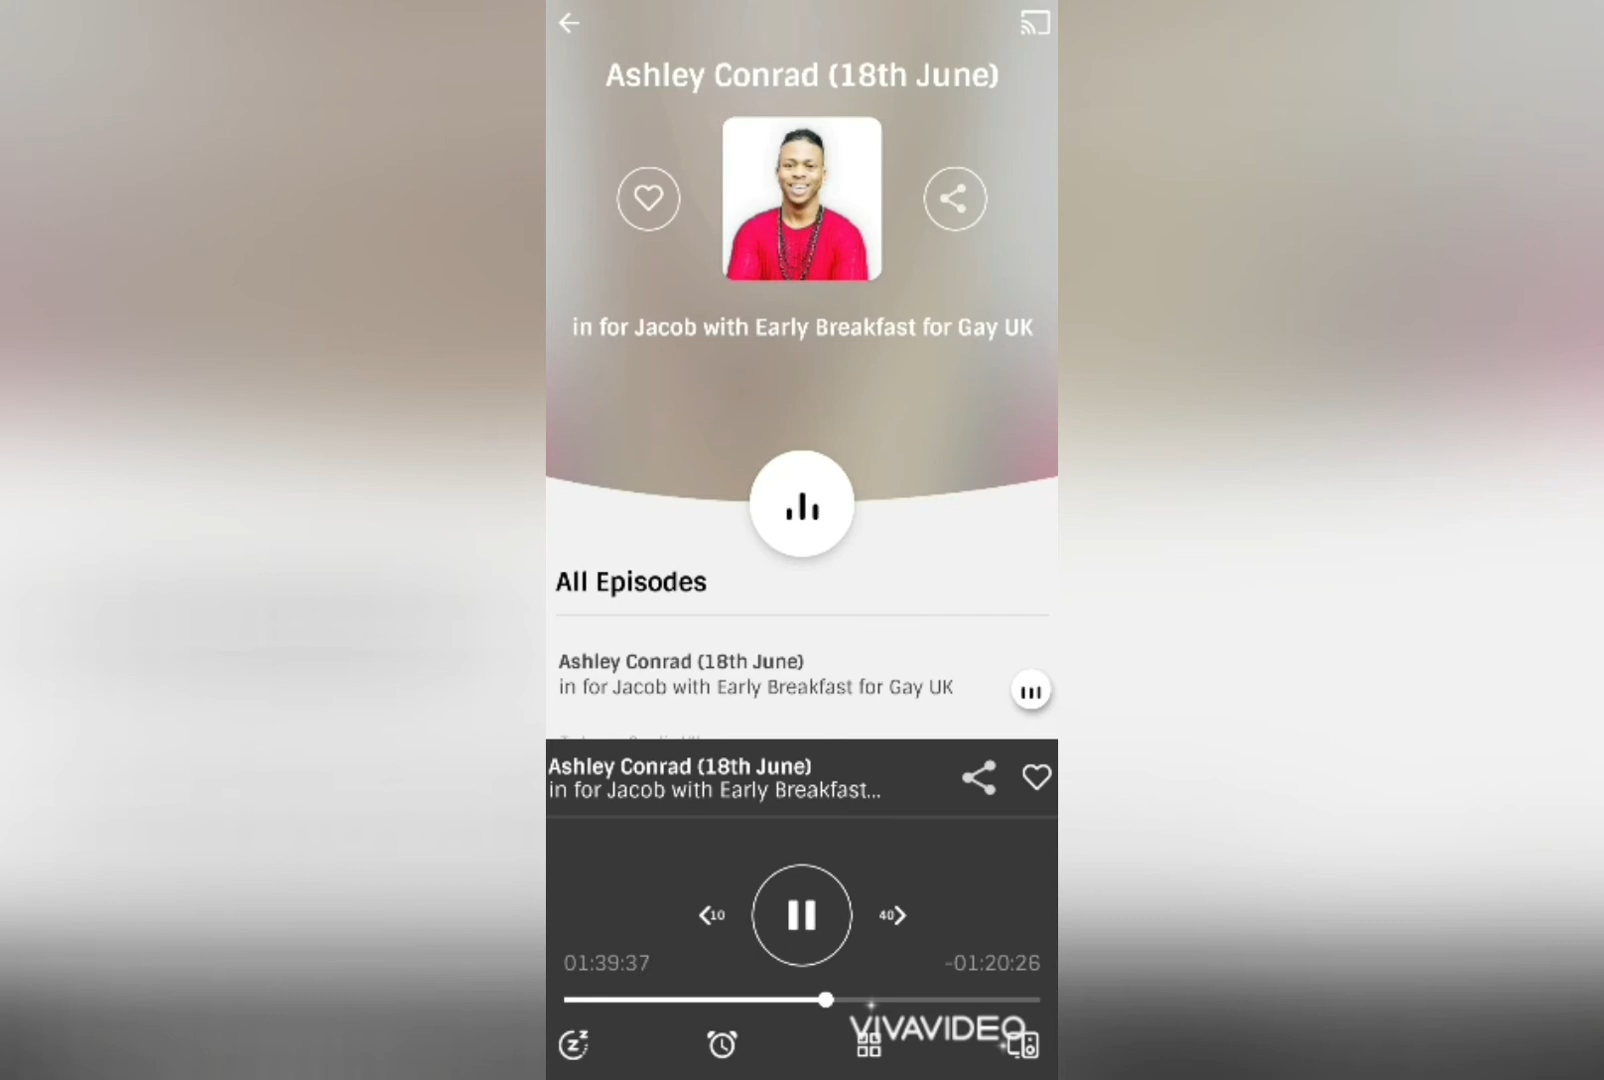 Ashley Conrad (18th June)
in for Jacob with Early Breakfast for Gay UK
All Episodes
Ashley Conrad (18th June)
in for Jacob with Early Breakfast for Gay UK
Ashley Conrad (18th June)
in for Jacob with Early Breakfast...
10
40
01:39:37
-01:20:26
VIVAVIDEO
zz